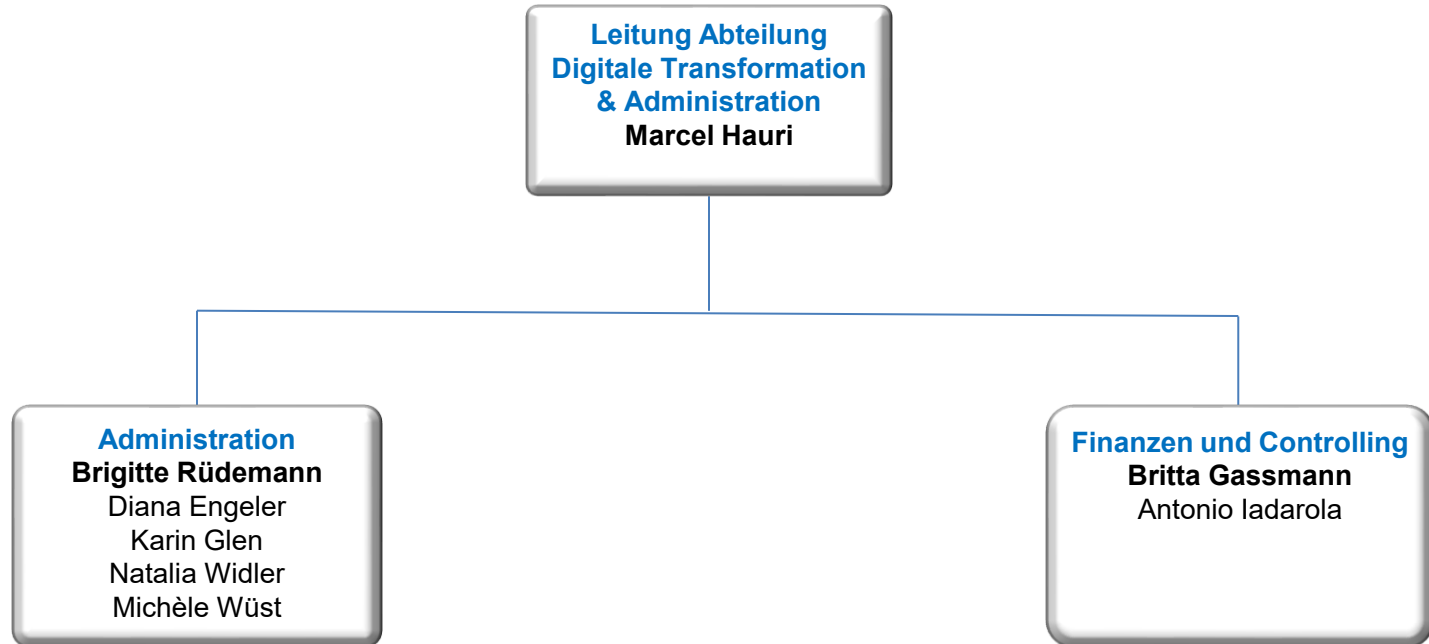 Leitung Abteilung
Digitale Transformation
& Administration
Marcel Hauri
Administration
Brigitte Rüdemann
Diana Engeler
Karin Glen
Natalia Widler
Michèle Wüst
Finanzen und Controlling
Britta Gassmann
Antonio Iadarola